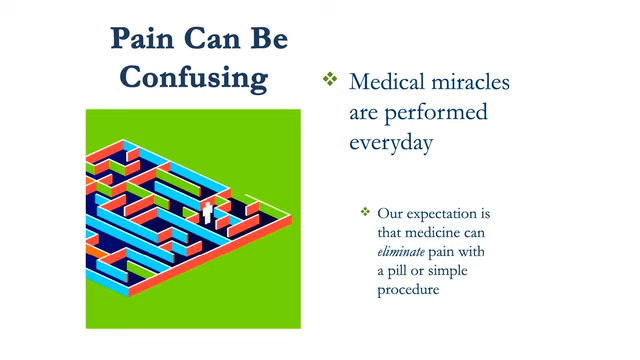 Pain Can Be
Confusing
❖ Medical miracles
are performed
everyday
❖ Our expectation is
that medicine can
eliminate pain with
a pill or simple
procedure